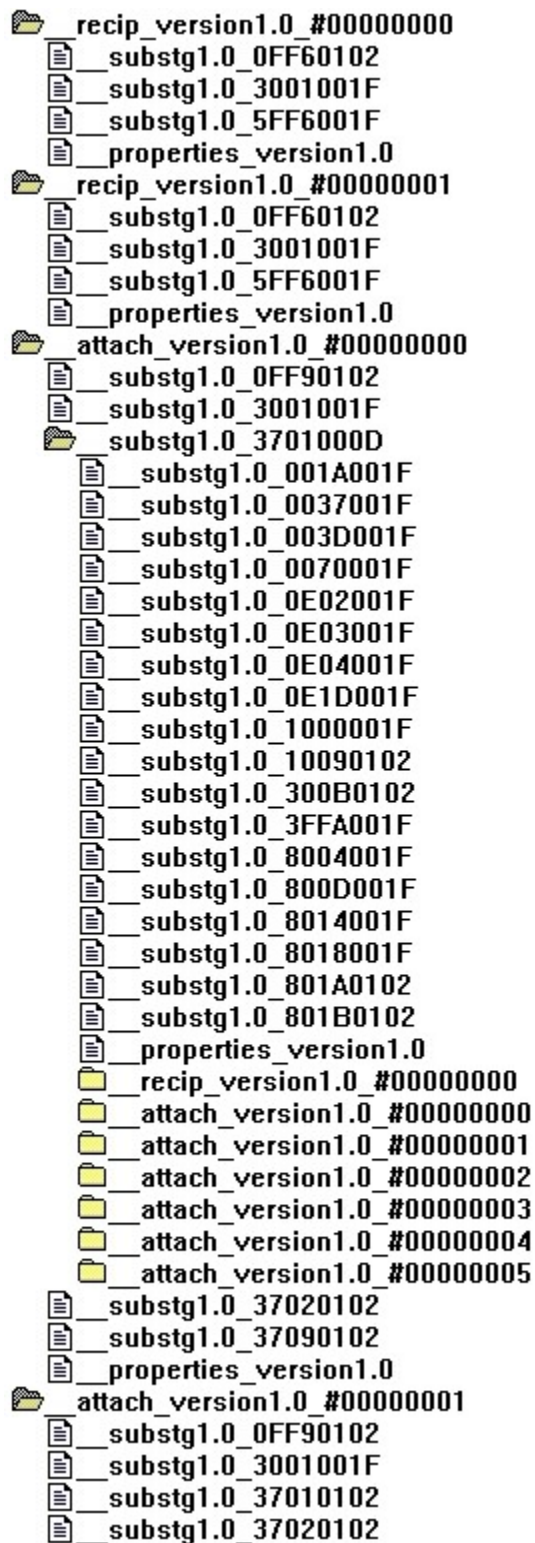 __recip_version1.0_#00000000
__substg1.0_0FF60102
__substg1.0_3001001F
__substg1.0_5FF6001F
__properties_version1.0
__recip_version1.0_#00000001
__substg1.0_0FF60102
__substg1.0_3001001F
__substg1.0_5FF6001F
__properties_version1.0
__attach_version1.0_#00000000
__substg1.0_0FF90102
__substg1.0_3001001F
__substg1.0_3701000D
__substg1.0_001A001F
__substg1.0_0037001F
__substg1.0_003D001F
__substg1.0_0070001F
__substg1.0_0E02001F
__substg1.0_0E03001F
__substg1.0_0E04001F
__substg1.0_0E1D001F
__substg1.0_1000001F
__substg1.0_10090102
__substg1.0_300B0102
__substg1.0_3FFA001F
__substg1.0_8004001F
__substg1.0_800D001F
__substg1.0_8014001F
__substg1.0_8018001F
__substg1.0_801A0102
__substg1.0_801B0102
__properties_version1.0
__recip_version1.0_#00000000
__attach_version1.0_#00000000
__attach_version1.0_#00000001
__attach_version1.0_#00000002
__attach_version1.0_#00000003
__attach_version1.0_#00000004
__attach_version1.0_#00000005
__substg1.0_37020102
__substg1.0_37090102
__properties_version1.0
__attach_version1.0_#00000001
__substg1.0_0FF90102
__substg1.0_3001001F
__substg1.0_37010102
__substg1.0_37020102